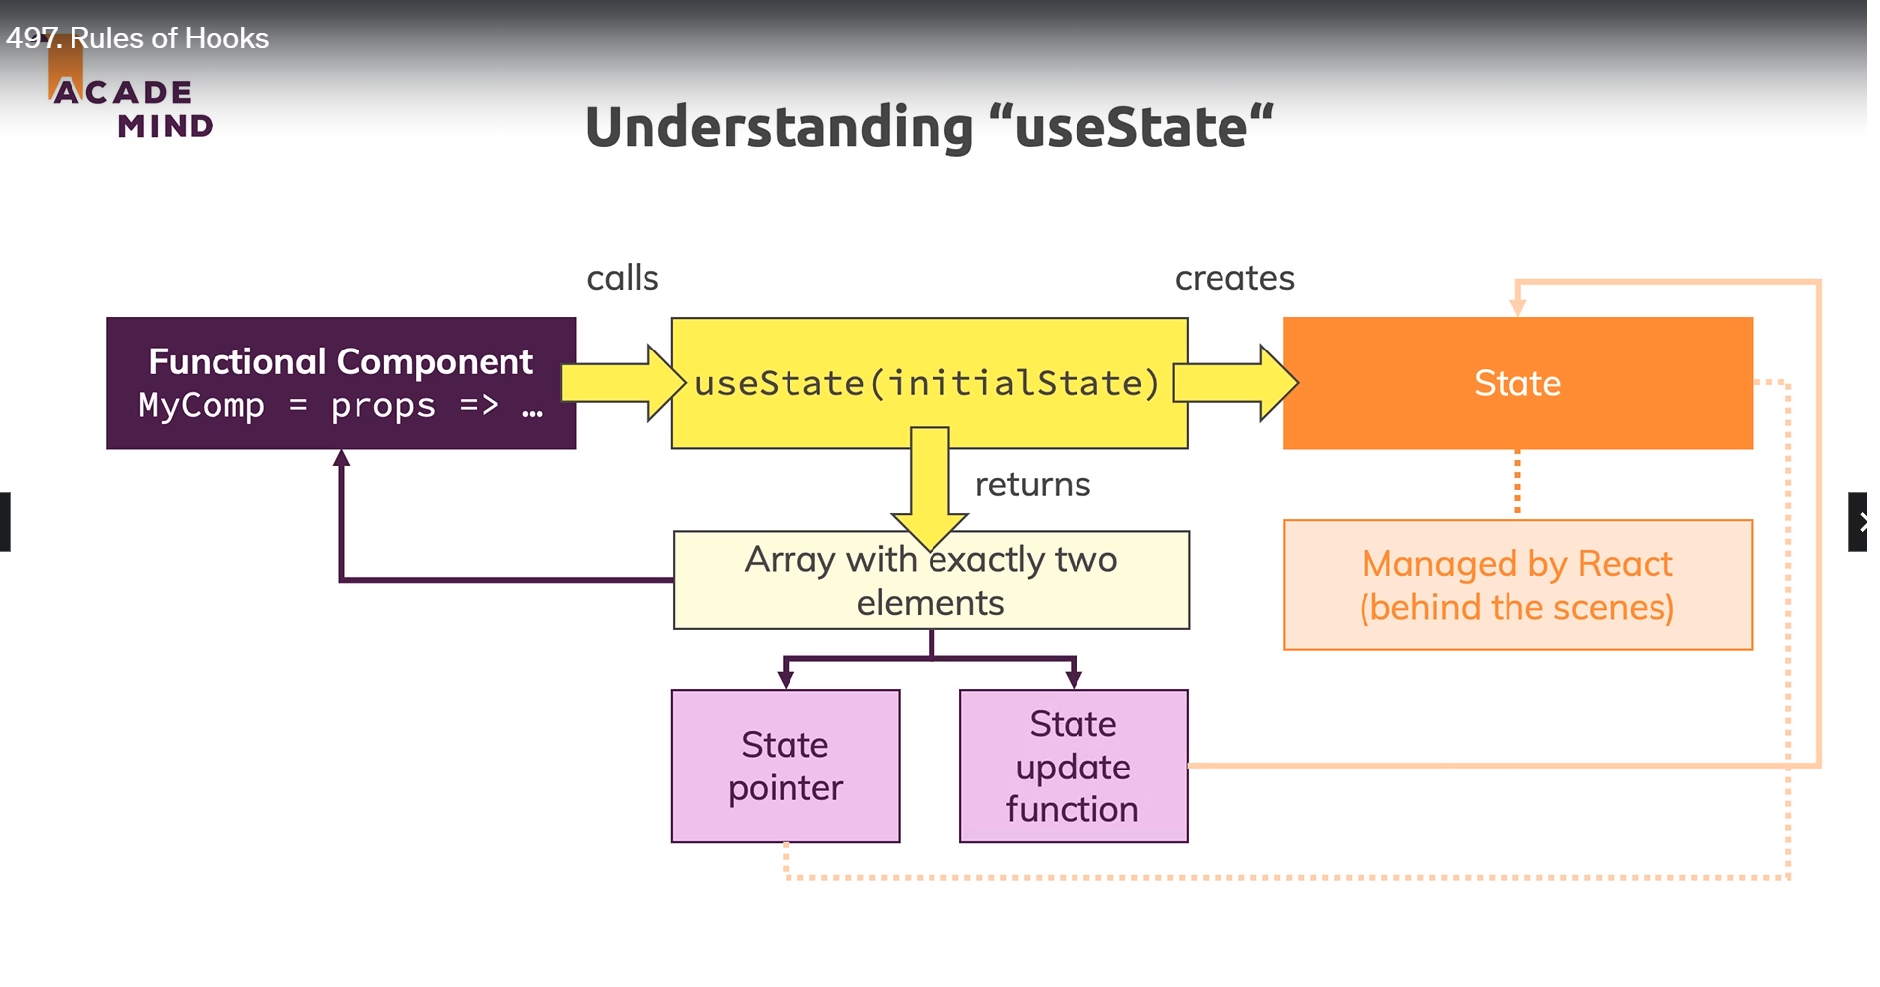 497. Rules of Hooks
ACADE
MIND
Understanding “useState“
calls
creates
Functional Component
MyComp = props => …
useState(initialState)
State
returns
Array with exactly two
elements
Managed by React
(behind the scenes)
State
pointer
State
update
function